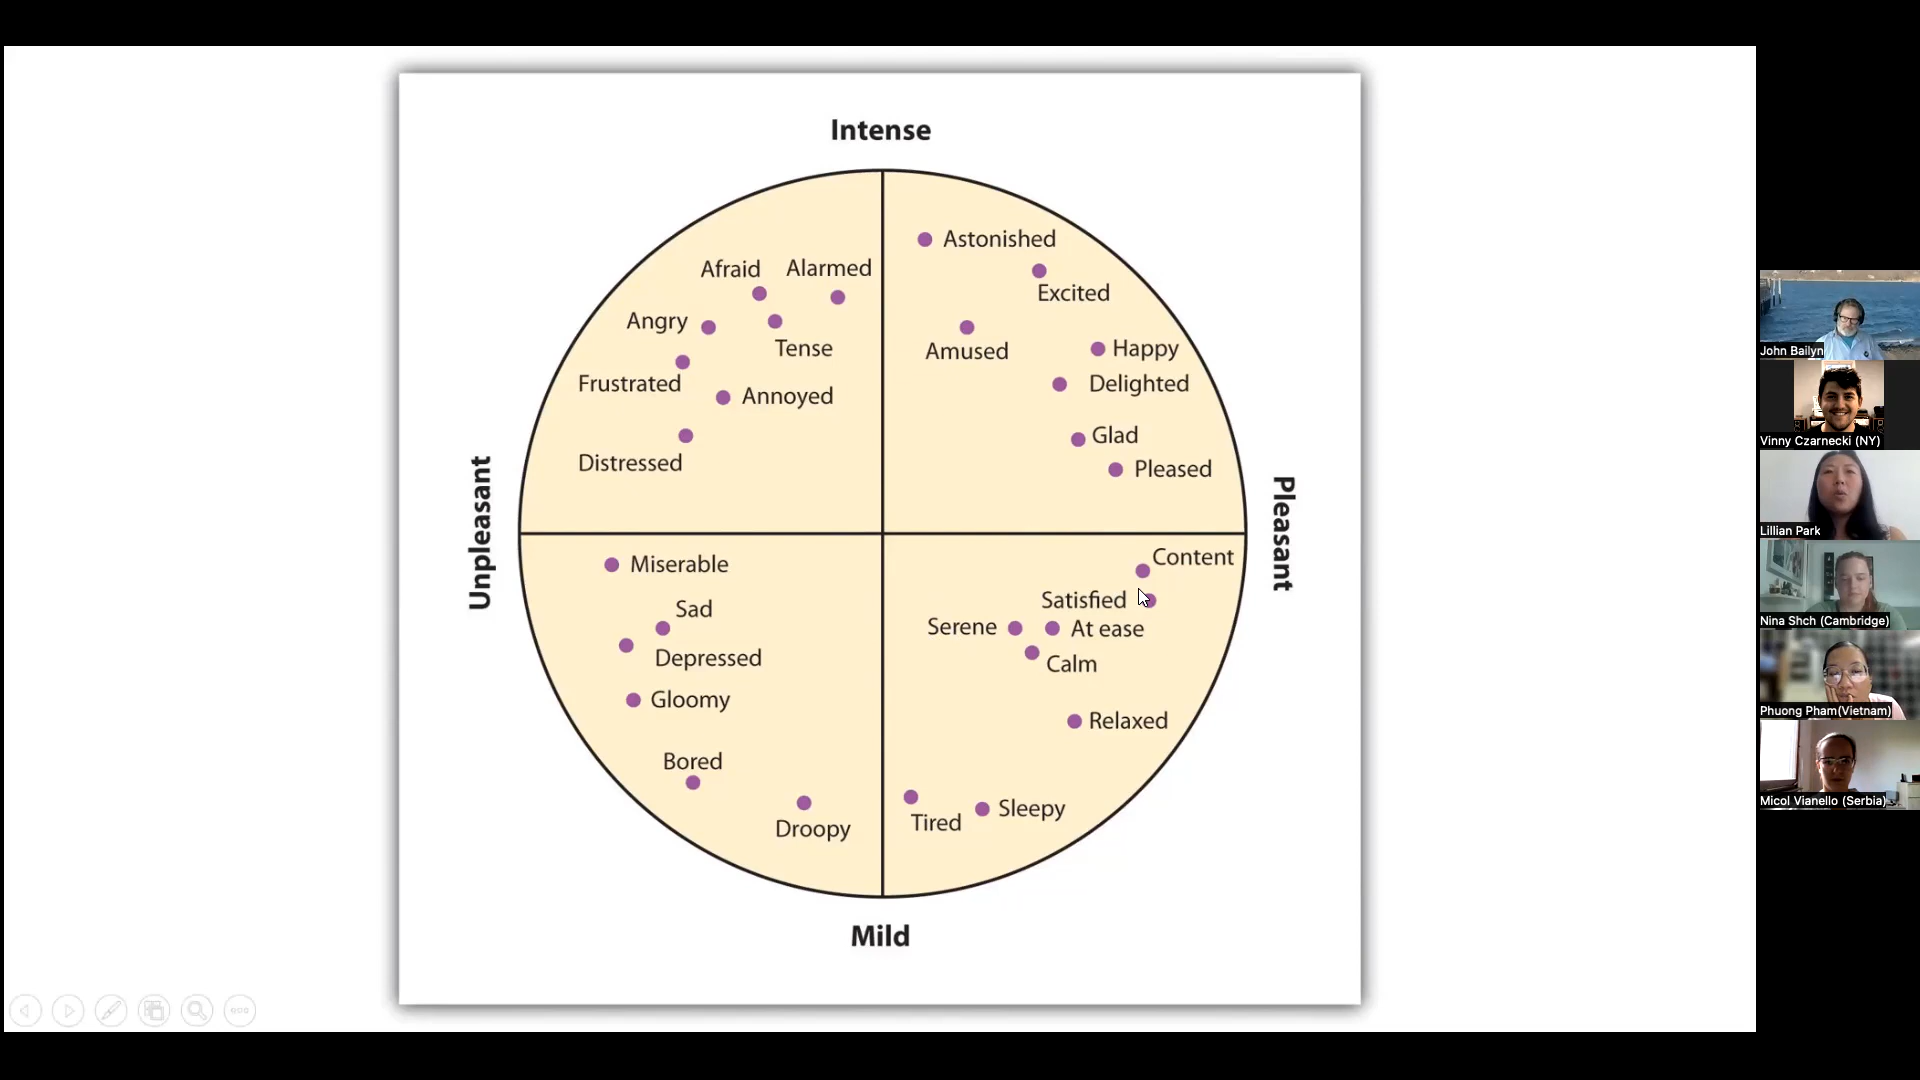 Intense
Astonished
Afraid
Alarmed
Excited
Angry
Tense
Amused
Happy
Frustrated
Annoyed
Delighted
Glad
Distressed
Pleased
Unpleasant
Pleasant
Miserable
Content
Sad
Satisfied
Serene
At ease
Depressed
Calm
Gloomy
Relaxed
Bored
Droopy
Tired
Sleepy
Mild
John Bailyn
Vinny Czarnecki (NY)
Lillian Park
Nina Shch (Cambridge)
Phuong Pham(Vietnam)
Micol Vianello (Serbia)